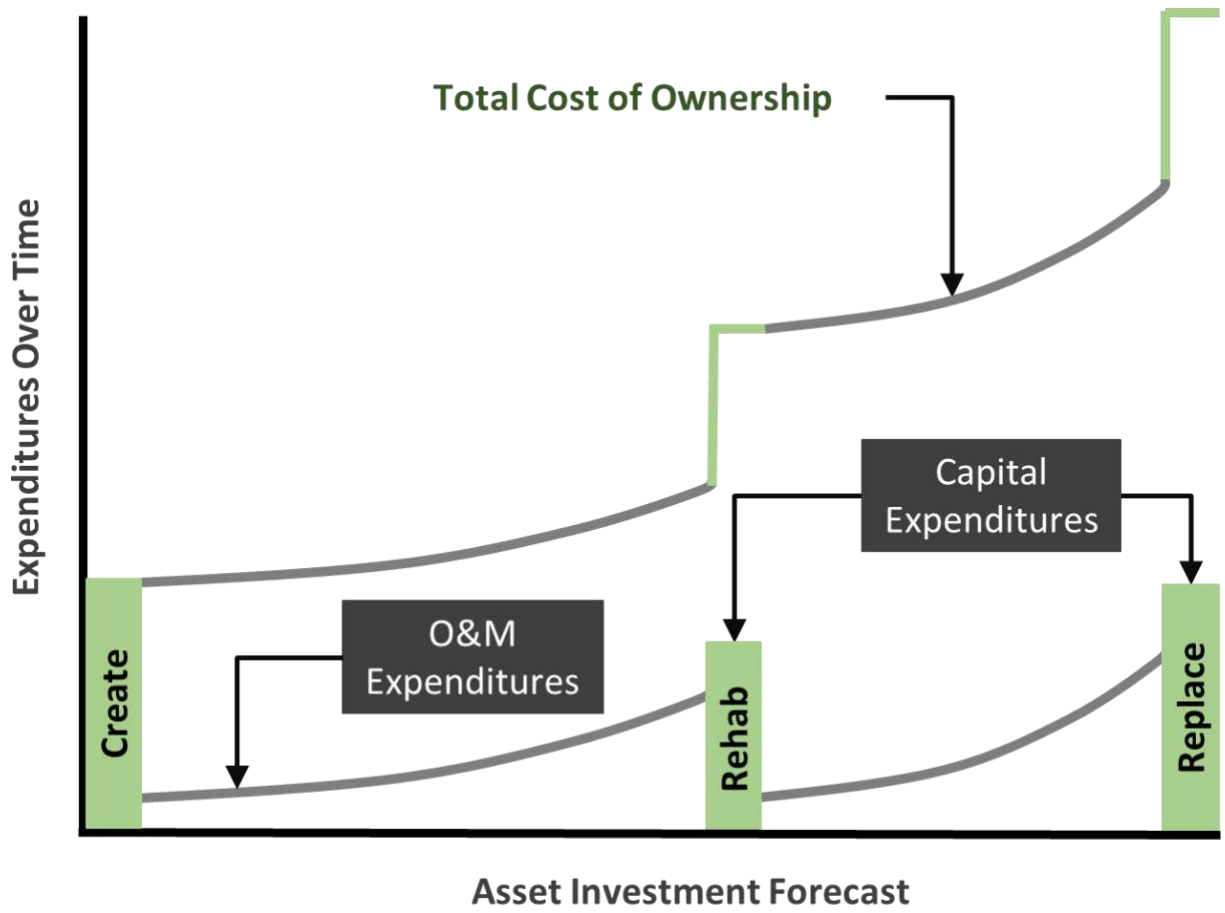 Total Cost of Ownership
Expenditures Over Time
Capital
Expenditures
O&M
Expenditures
Create
Rehab
Replace
Asset Investment Forecast